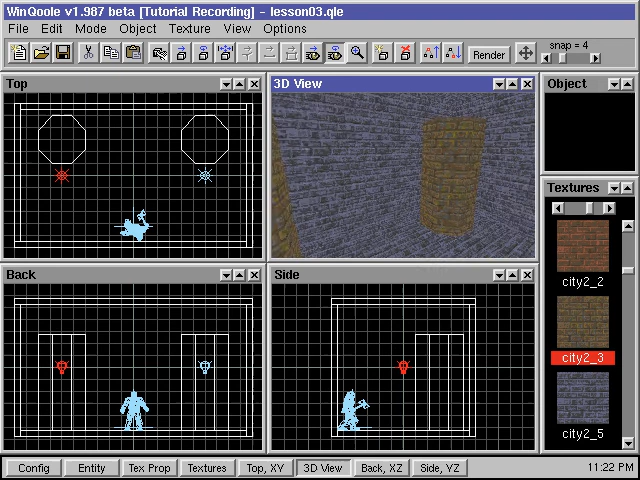 WinQoole v1.987 beta [Tutorial Recording] - lesson03.qle
File Edit Mode Object Texture View Options
Render
snap = 4
Top
3D View
Object
Textures
city2_2
city2_3
city2_5
Back
Side
Config
Entity
Tex Prop
Textures
Top, XY
3D View
Back, XZ
Side, YZ
11:22 PM